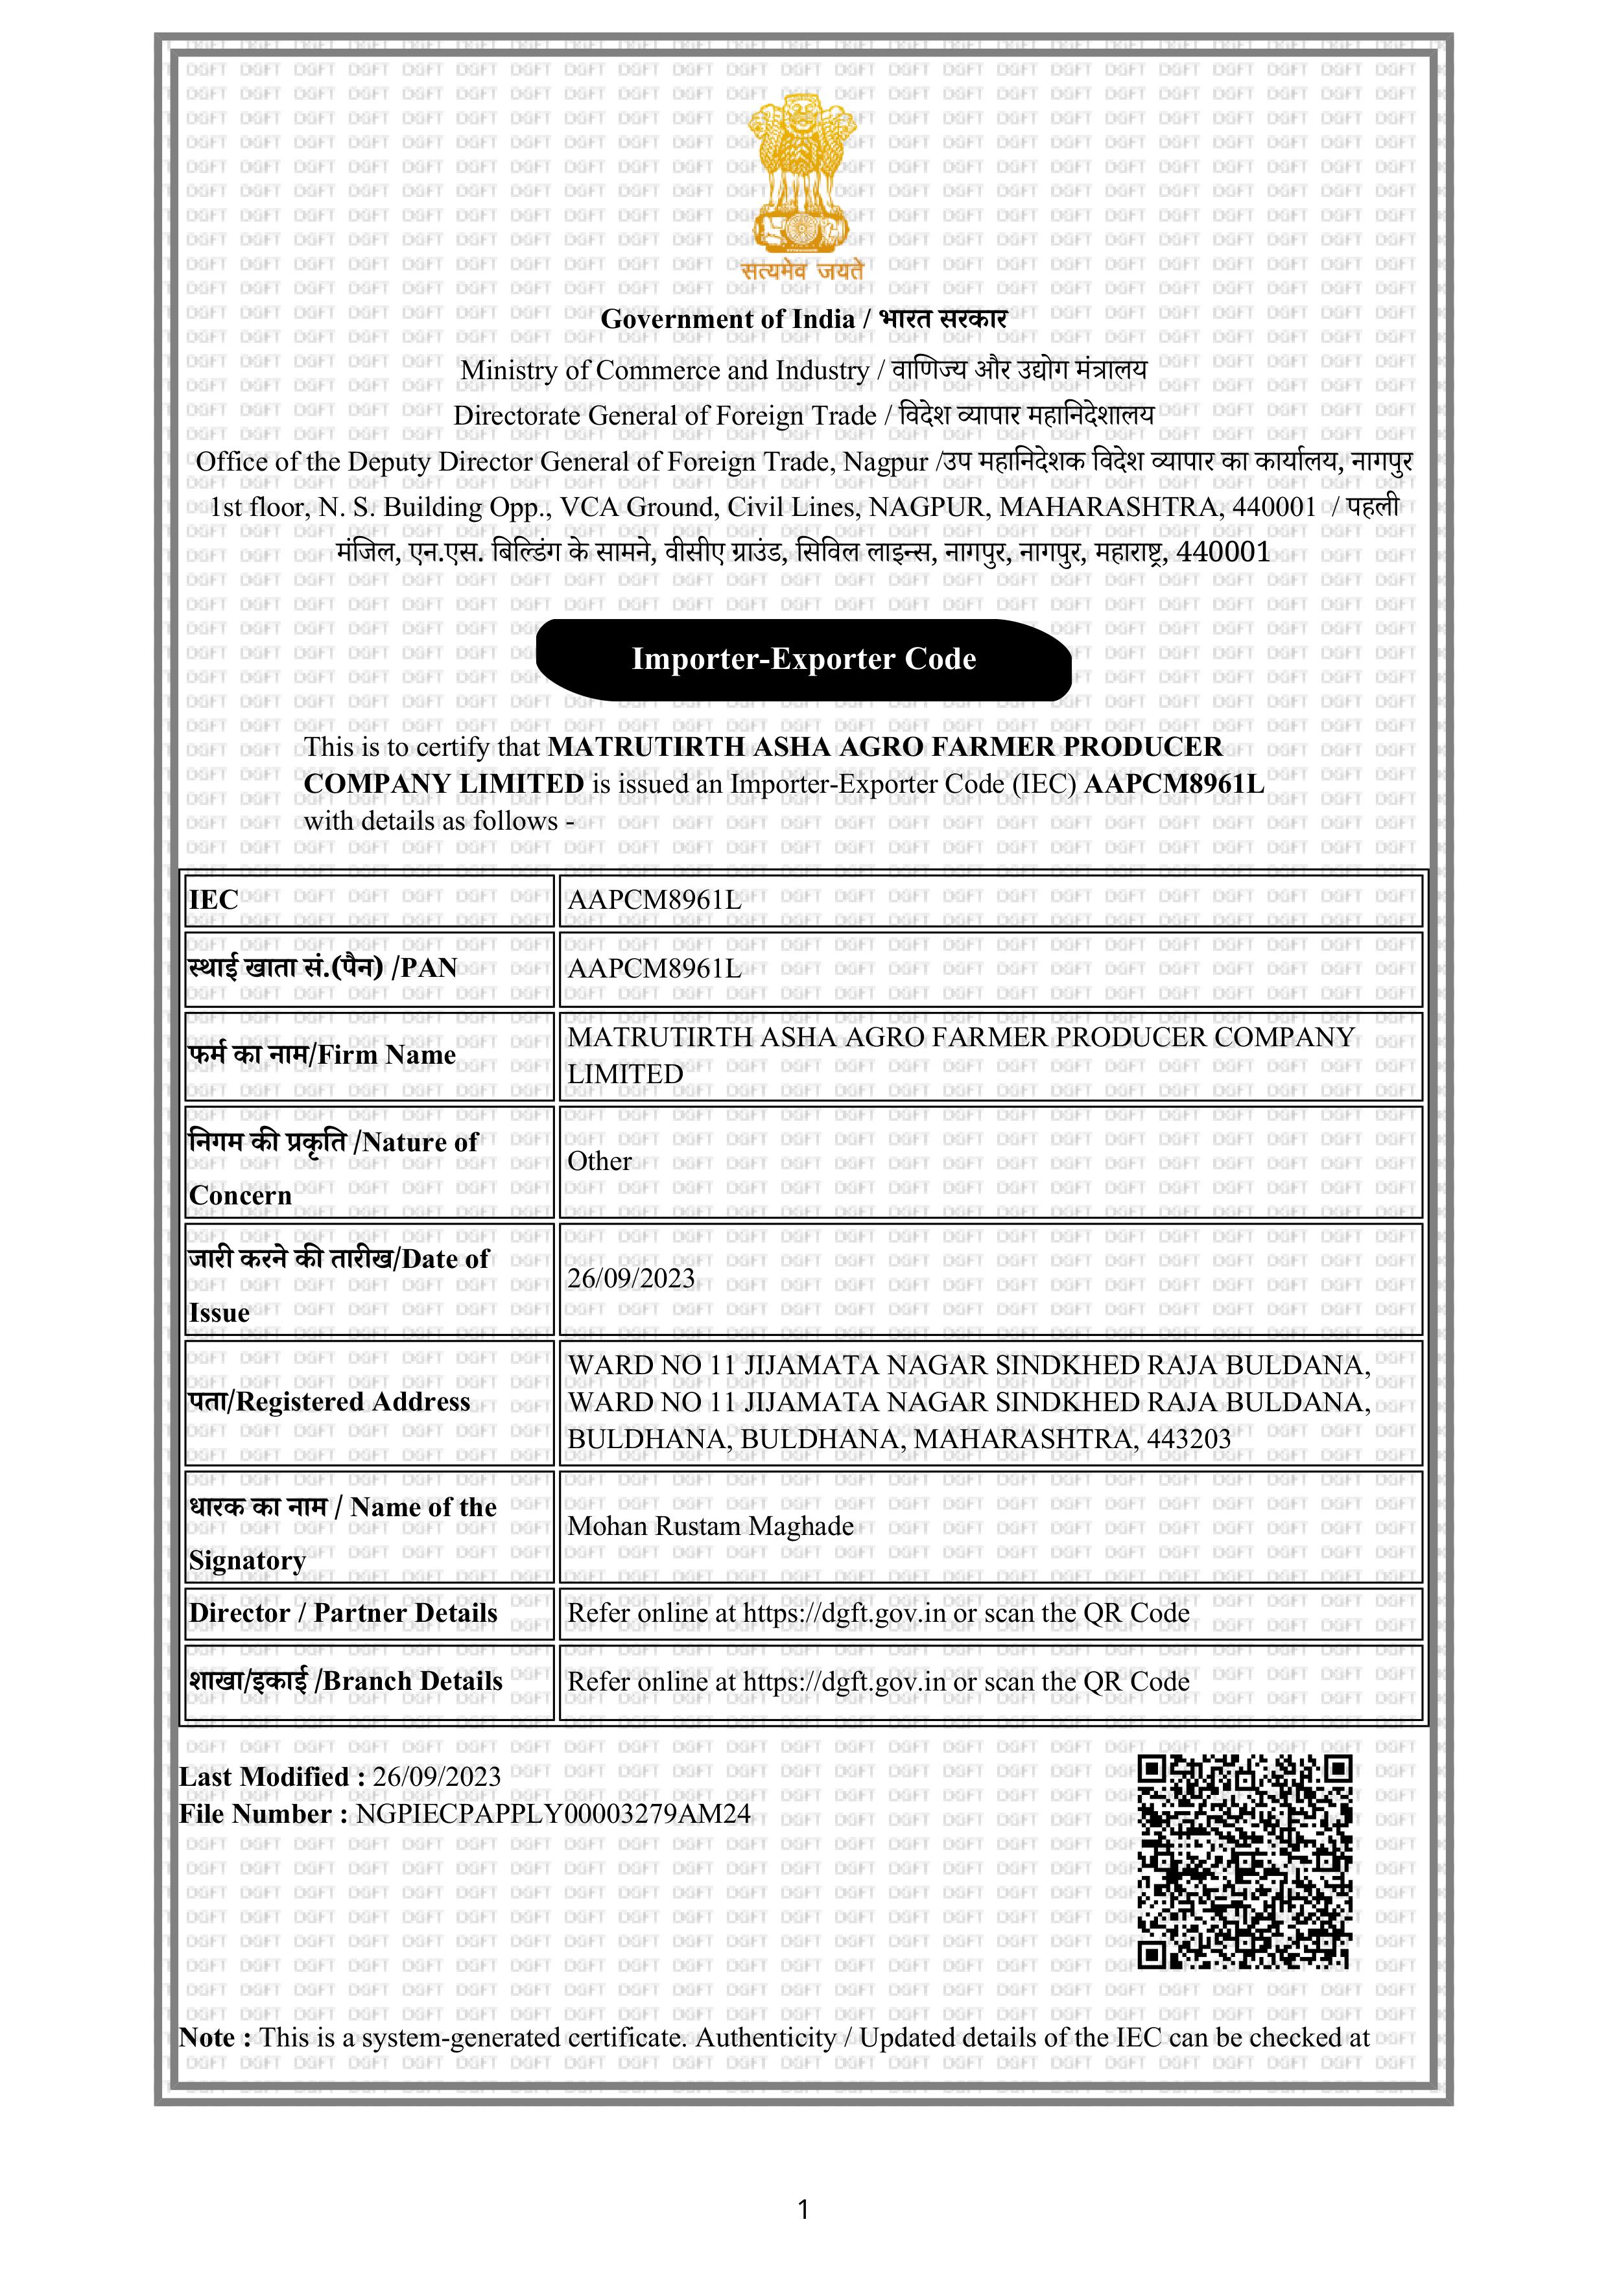 सत्यमेव जयते
Government of India / भारत सरकार
Ministry of Commerce and Industry / वाणिज्य और उद्योग मंत्रालय
Directorate General of Foreign Trade / विदेश व्यापार महानिदेशालय
Office of the Deputy Director General of Foreign Trade, Nagpur /उप महानिदेशक विदेश व्यापार का कार्यालय, नागपुर
1st floor, N. S. Building Opp., VCA Ground, Civil Lines, NAGPUR, MAHARASHTRA, 440001 / पहली
मंजिल, एन.एस. बिल्डिंग के सामने, वीसीए ग्राउंड, सिविल लाइन्स, नागपुर, नागपुर, महाराष्ट्र, 440001
Importer-Exporter Code
This is to certify that MATRUTIRTH ASHA AGRO FARMER PRODUCER
COMPANY LIMITED is issued an Importer-Exporter Code (IEC) AAPCM8961L
with details as follows -
IEC AAPCM8961L
स्थाई खाता सं.(पैन) /PAN AAPCM8961L
फर्म का नाम/Firm Name MATRUTIRTH ASHA AGRO FARMER PRODUCER COMPANY
LIMITED
निगम की प्रकृति /Nature of
Concern
Other
जारी करने की तारीख/Date of
Issue
26/09/2023
पता/Registered Address
WARD NO 11 JIJAMATA NAGAR SINDKHED RAJA BULDANA,
WARD NO 11 JIJAMATA NAGAR SINDKHED RAJA BULDANA,
BULDHANA, BULDHANA, MAHARASHTRA, 443203
धारक का नाम / Name of the
Signatory
Mohan Rustam Maghade
Director / Partner Details Refer online at https://dgft.gov.in or scan the QR Code
शाखा/इकाई /Branch Details Refer online at https://dgft.gov.in or scan the QR Code
Last Modified : 26/09/2023
File Number : NGPIECPAPPLY00003279AM24
Note : This is a system-generated certificate. Authenticity / Updated details of the IEC can be checked at
1